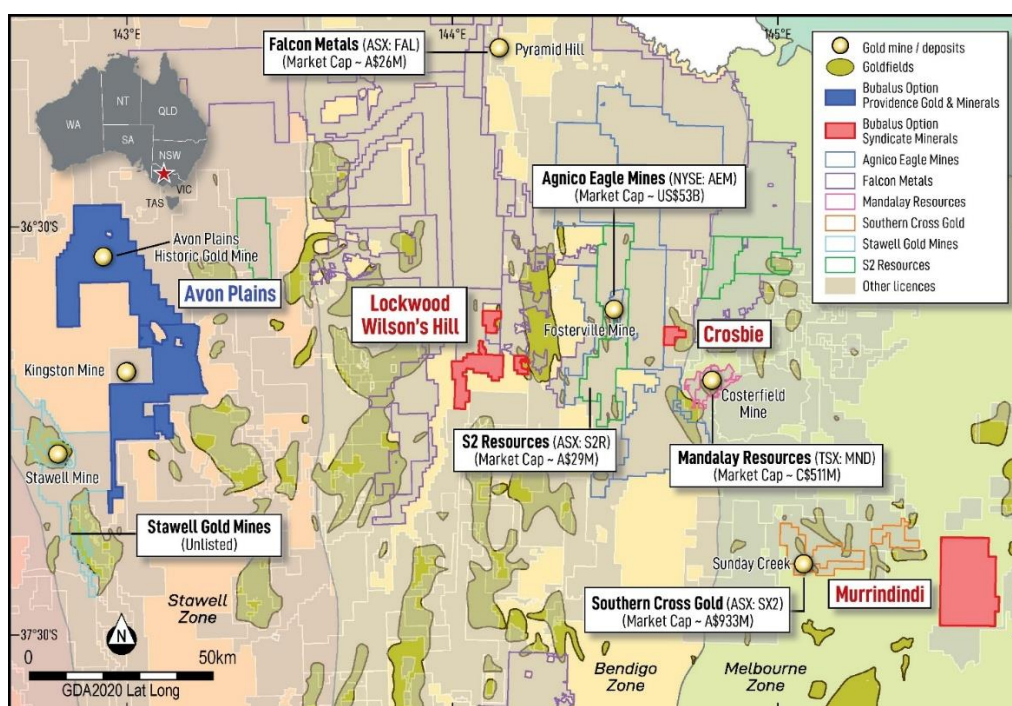 143°E
144°E
145°E
Falcon Metals (ASX: FAL)
(Market Cap ~ A$26M)
Pyramid Hill
WA
NT
QLD
SA
NSW
VIC
TAS
Gold mine / deposits
Goldfields
Bubalus Option
Providence Gold & Minerals
Bubalus Option
Syndicate Minerals
Agnico Eagle Mines
Falcon Metals
Mandalay Resources
Southern Cross Gold
Stawell Gold Mines
S2 Resources
Other licences
Agnico Eagle Mines (NYSE: AEM)
(Market Cap ~ US$53B)
36°30'S
Avon Plains
Historic Gold Mine
Avon Plains
Lockwood
Wilson's Hill
Fosterville Mine
Crosbie
Kingston Mine
Costerfield
Mine
S2 Resources (ASX: S2R)
(Market Cap ~ A$29M)
Mandalay Resources (TSX: MND)
(Market Cap ~ C$511M)
Stawell Mine
Stawell Gold Mines
(Unlisted)
Sunday Creek
Murrindindi
Southern Cross Gold (ASX: SX2)
(Market Cap ~ A$933M)
Stawell
Zone
37°30'S
N
0
50km
GDA2020 Lat Long
Bendigo
Zone
Melbourne
Zone